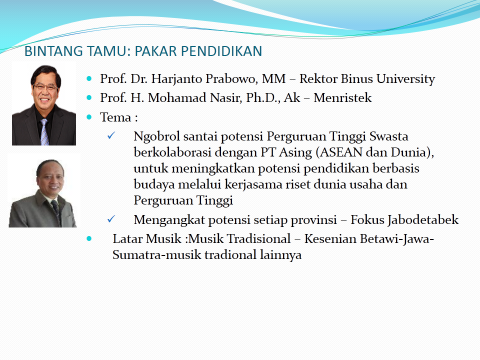 BINTANG TAMU: PAKAR PENDIDIKAN
Prof. Dr. Harjanto Prabowo, MM – Rektor Binus University
Prof. H. Mohamad Nasir, Ph.D., Ak – Menristek
Tema :
Ngobrol santai potensi Perguruan Tinggi Swasta
berkolaborasi dengan PT Asing (ASEAN dan Dunia),
untuk meningkatkan potensi pendidikan berbasis
budaya melalui kerjasama riset dunia usaha dan
Perguruan Tinggi
Mengangkat potensi setiap provinsi – Fokus Jabodetabek
Latar Musik :Musik Tradisional – Kesenian Betawi-Jawa-
Sumatra-musik tradional lainnya